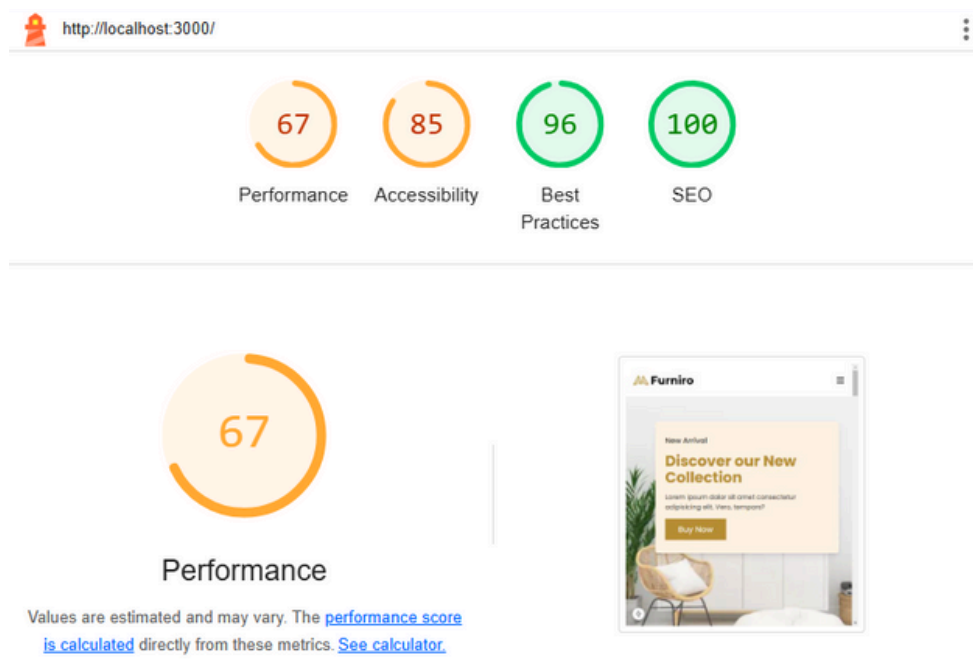 http://localhost:3000/
67
85
96
100
Performance
Accessibility
Best
Practices
SEO
67
Performance
Values are estimated and may vary. The performance score
is calculated directly from these metrics. See calculator.
Furniro
New Arrival
Discover our New
Collection
Lorem ipsum dolor sit amet consectetur
adipisicing elit. Vero, tempora?
Buy Now